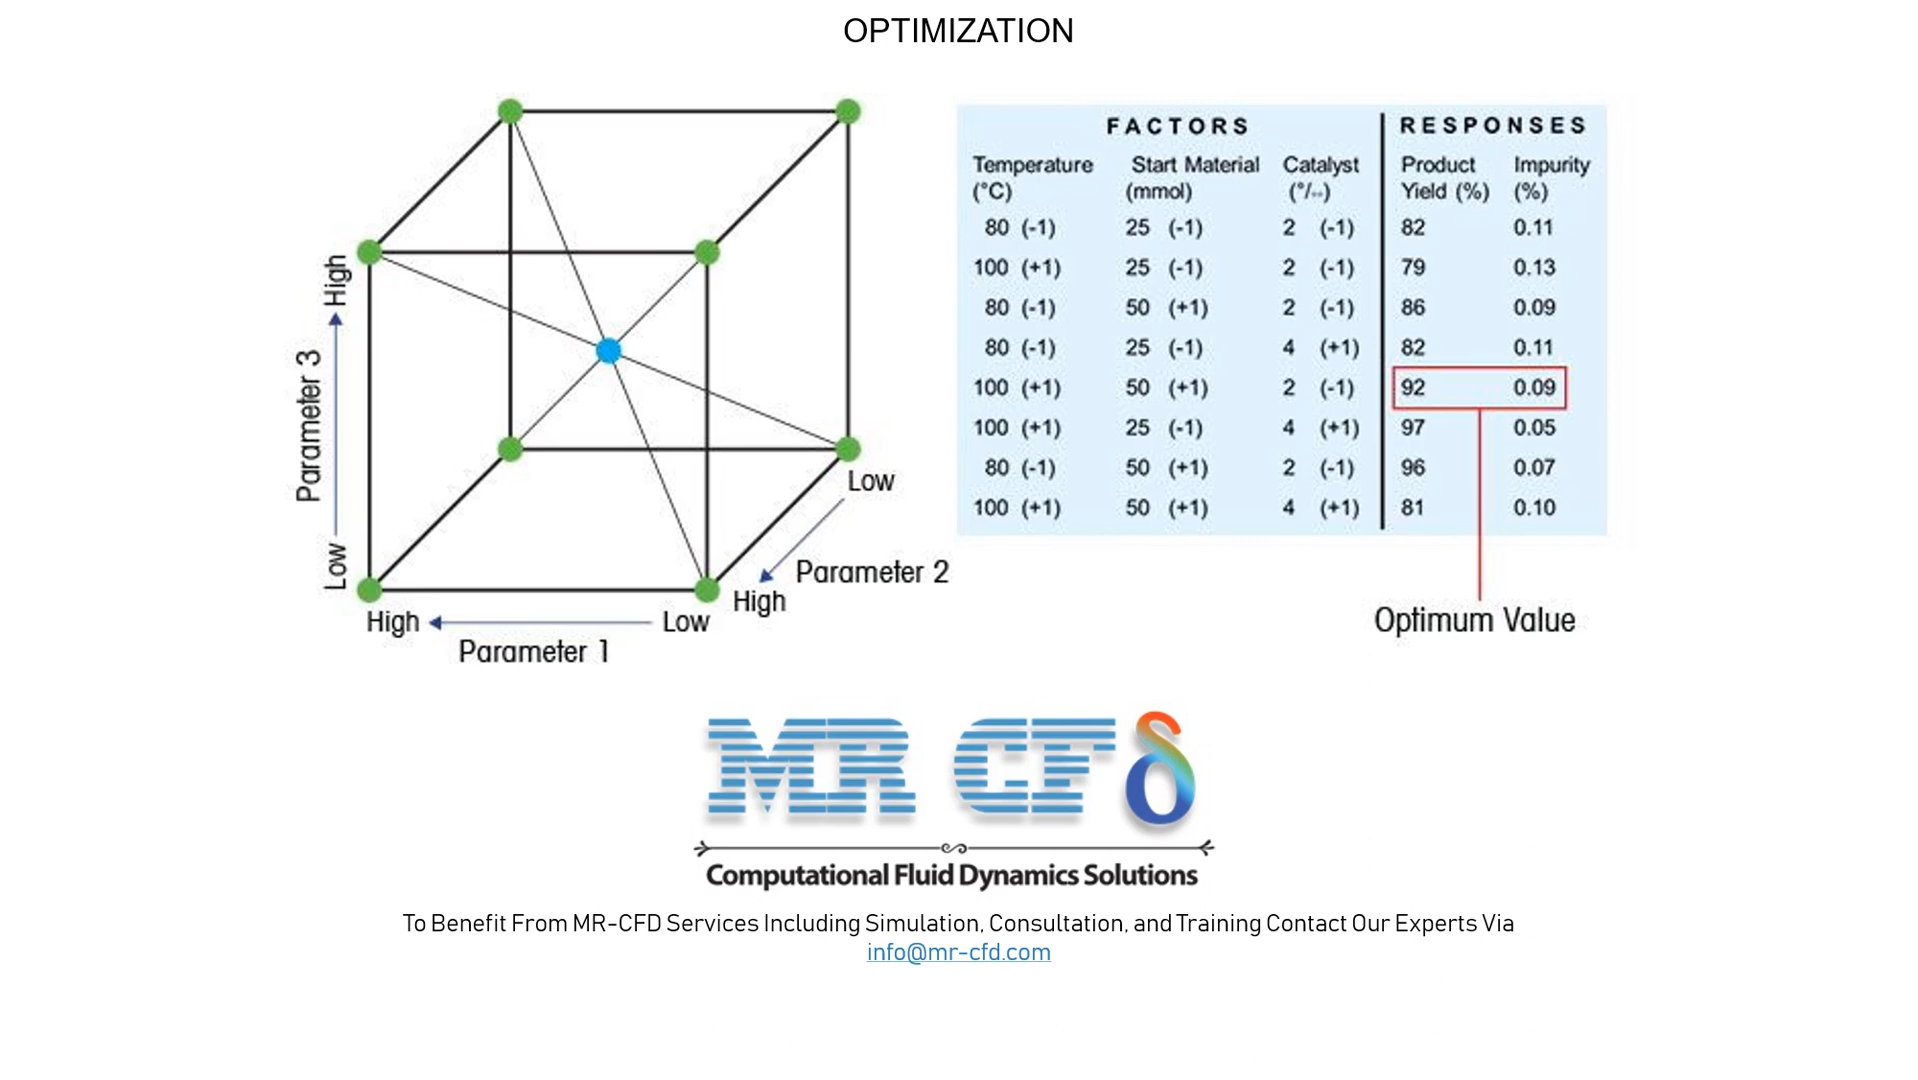 OPTIMIZATION
High
Parameter 3
Low
High
Low
Parameter 1
Low
Parameter 2
High
FACTORS RESPONSES
Temperature Start Material Catalyst Product Impurity
(°C) (mmol) (°/--) Yield (%) (%)
80 (-1) 25 (-1) 2 (-1) 82 0.11
100 (+1) 25 (-1) 2 (-1) 79 0.13
80 (-1) 50 (+1) 2 (-1) 86 0.09
80 (-1) 25 (-1) 4 (+1) 82 0.11
100 (+1) 50 (+1) 2 (-1) 92 0.09
100 (+1) 25 (-1) 4 (+1) 97 0.05
80 (-1) 50 (+1) 2 (-1) 96 0.07
100 (+1) 50 (+1) 4 (+1) 81 0.10
Optimum Value
MR CFδ
Computational Fluid Dynamics Solutions
To Benefit From MR-CFD Services Including Simulation, Consultation, and Training Contact Our Experts Via
info@mr-cfd.com